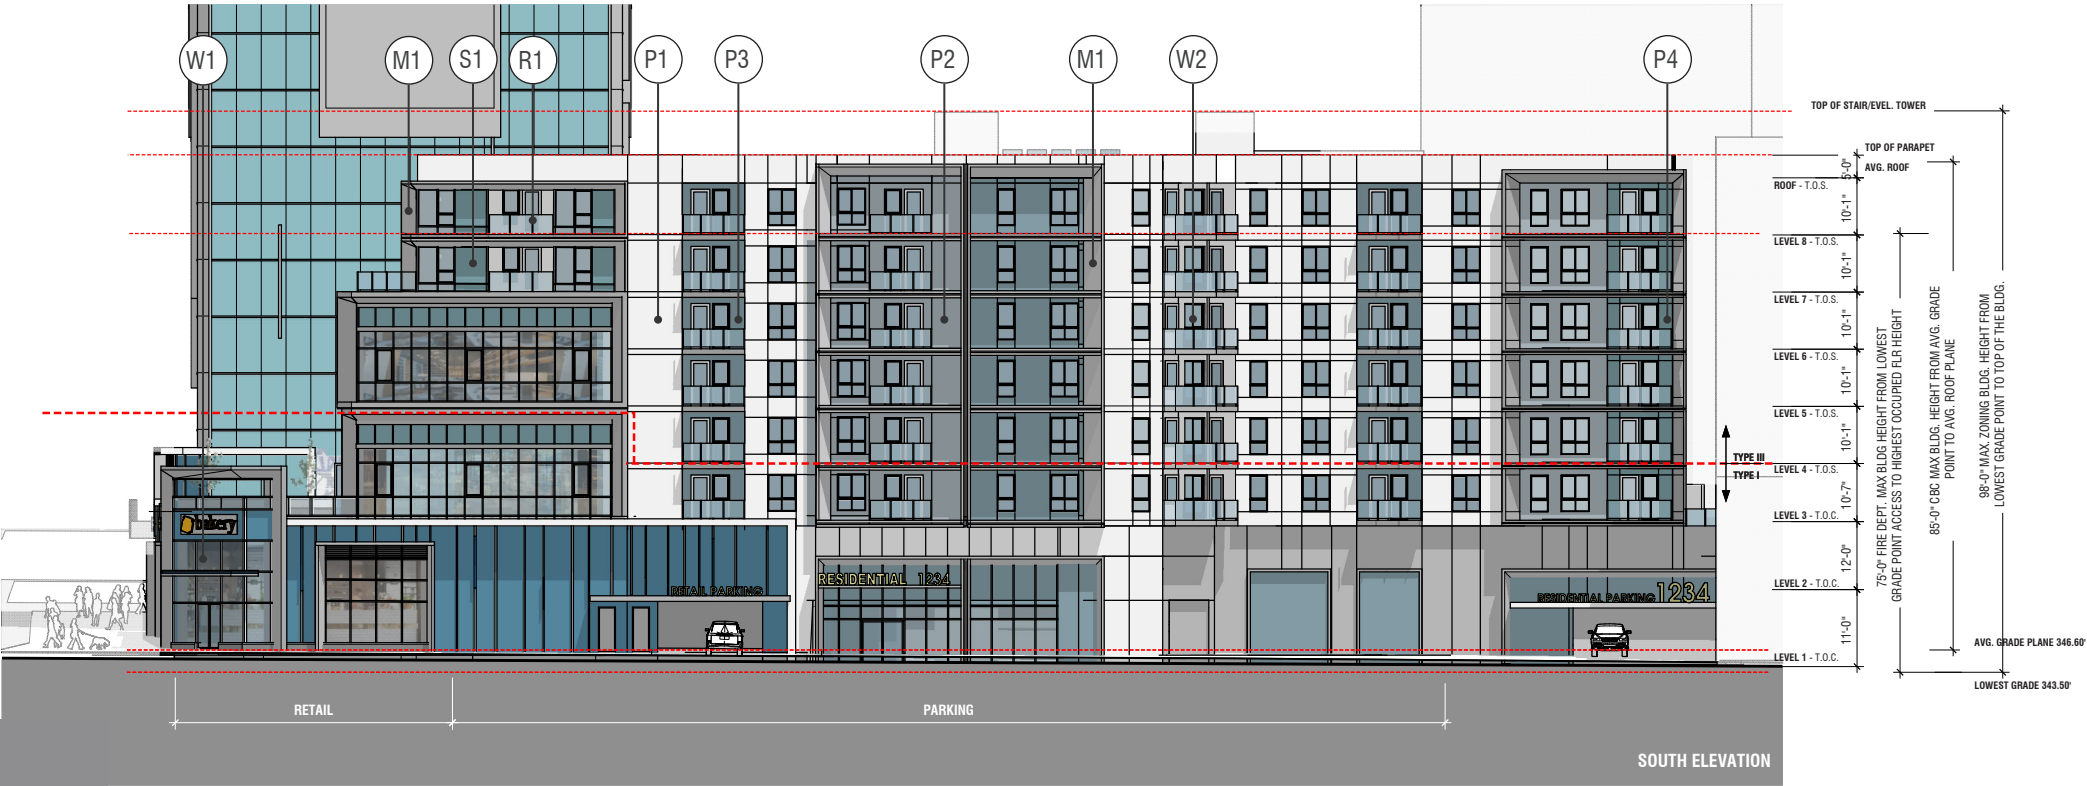 W1
M1
S1
R1
P1
P3
P2
M1
W2
P4
TOP OF STAIR/EVEL. TOWER
TOP OF PARAPET
AVG. ROOF
5'-0"
ROOF - T.O.S.
10'-1"
LEVEL 8 - T.O.S.
10'-1"
LEVEL 7 - T.O.S.
10'-1"
LEVEL 6 - T.O.S.
10'-1"
LEVEL 5 - T.O.S.
10'-1"
TYPE III
LEVEL 4 - T.O.S.
TYPE I
10'-7"
LEVEL 3 - T.O.C.
12'-0"
LEVEL 2 - T.O.C.
11'-0"
LEVEL 1 - T.O.C.
75'-0" FIRE DEPT. MAX BLDG HEIGHT FROM LOWEST
GRADE POINT ACCESS TO HIGHEST OCCURED FLR HEIGHT
85'-0" CBC MAX BLDG. HEIGHT FROM AVG. GRADE
POINT TO AVG. ROOF PLANE
98'-0" MAX. ZONING BLDG. HEIGHT FROM
LOWEST GRADE POINT TO TOP OF THE BLDG.
AVG. GRADE PLANE 346.60'
LOWEST GRADE 343.50'
bakery
RETAIL PARKING
RESIDENTIAL 1234
RESIDENTIAL PARKING 1234
RETAIL
PARKING
SOUTH ELEVATION